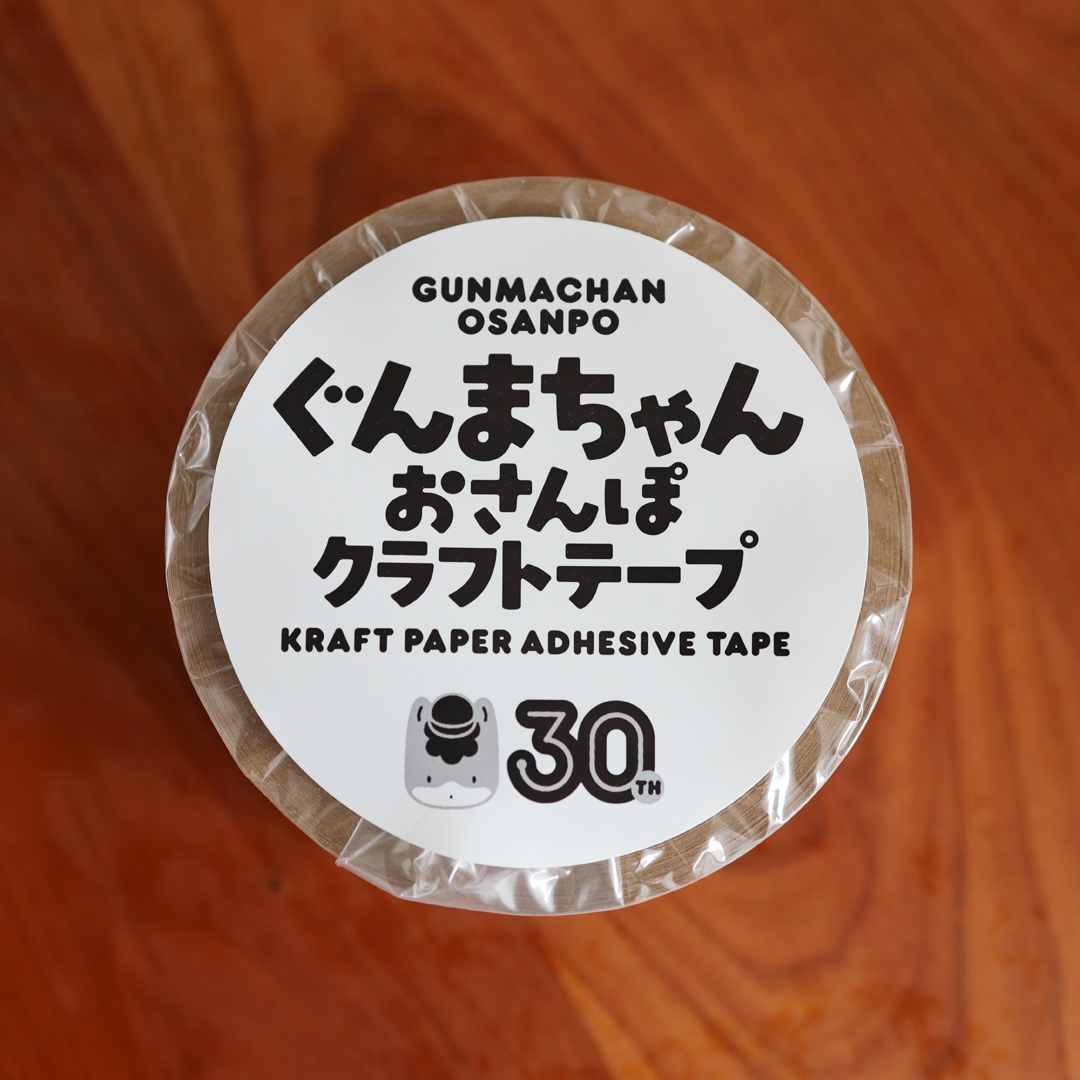 GUNMACHAN
OSANPO
ぐんまちゃん
おさんぽ
クラフトテープ
KRAFT PAPER ADHESIVE TAPE
30TH